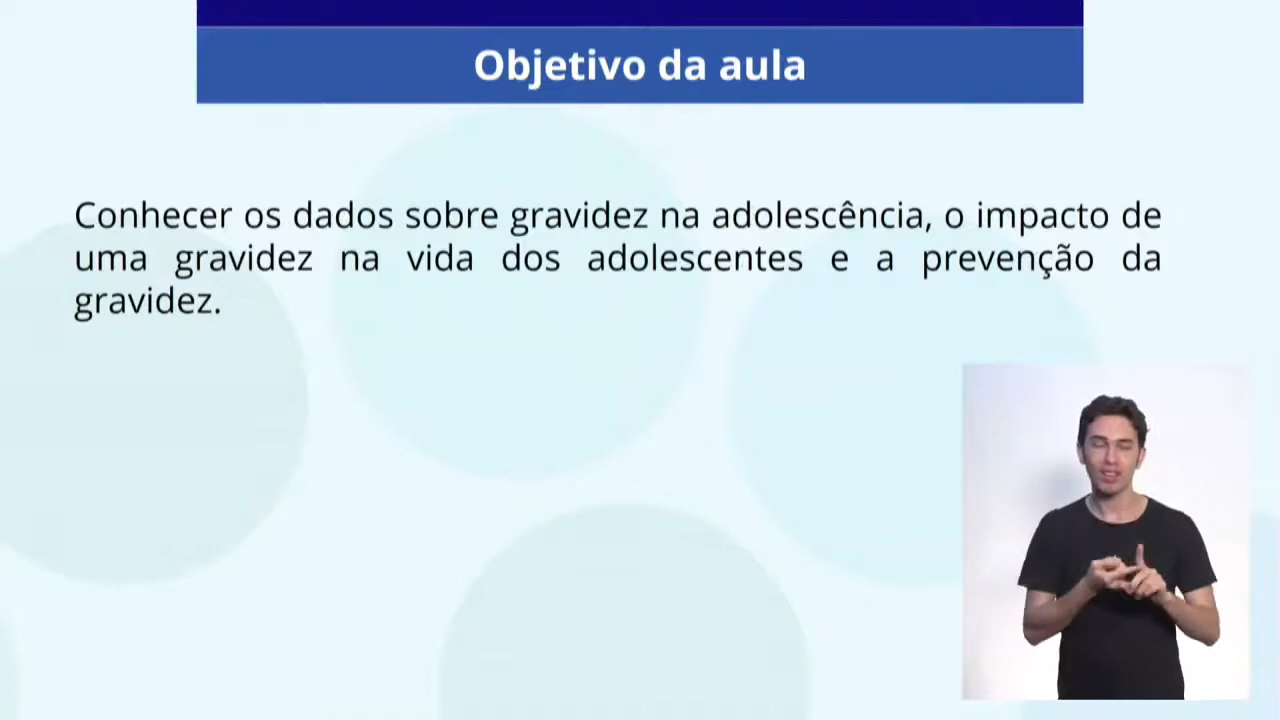 Objetivo da aula
Conhecer os dados sobre gravidez na adolescência, o impacto de
uma gravidez na vida dos adolescentes e a prevenção da
gravidez.